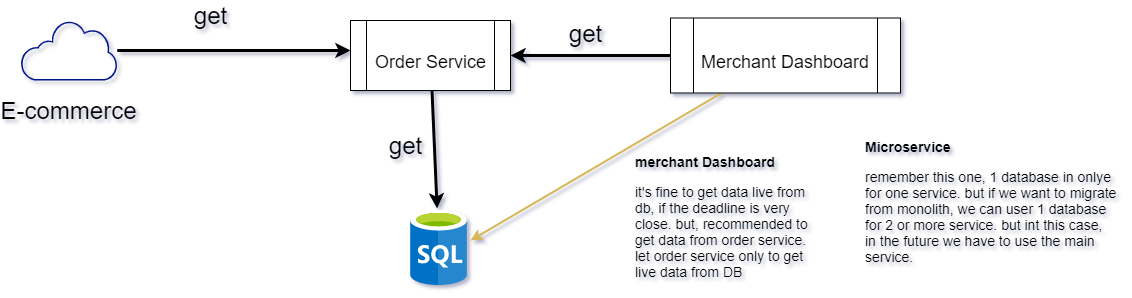 get
get
Order Service
Merchant Dashboard
E-commerce
get
SQL
merchant Dashboard
it's fine to get data live from
db, if the deadline is very
close. but, recommended to
get data from order service.
let order service only to get
live data from DB
Microservice
remember this one, 1 database in onlye
for one service. but if we want to migrate
from monolith, we can user 1 database
for 2 or more service. but int this case,
in the future we have to use the main
service.